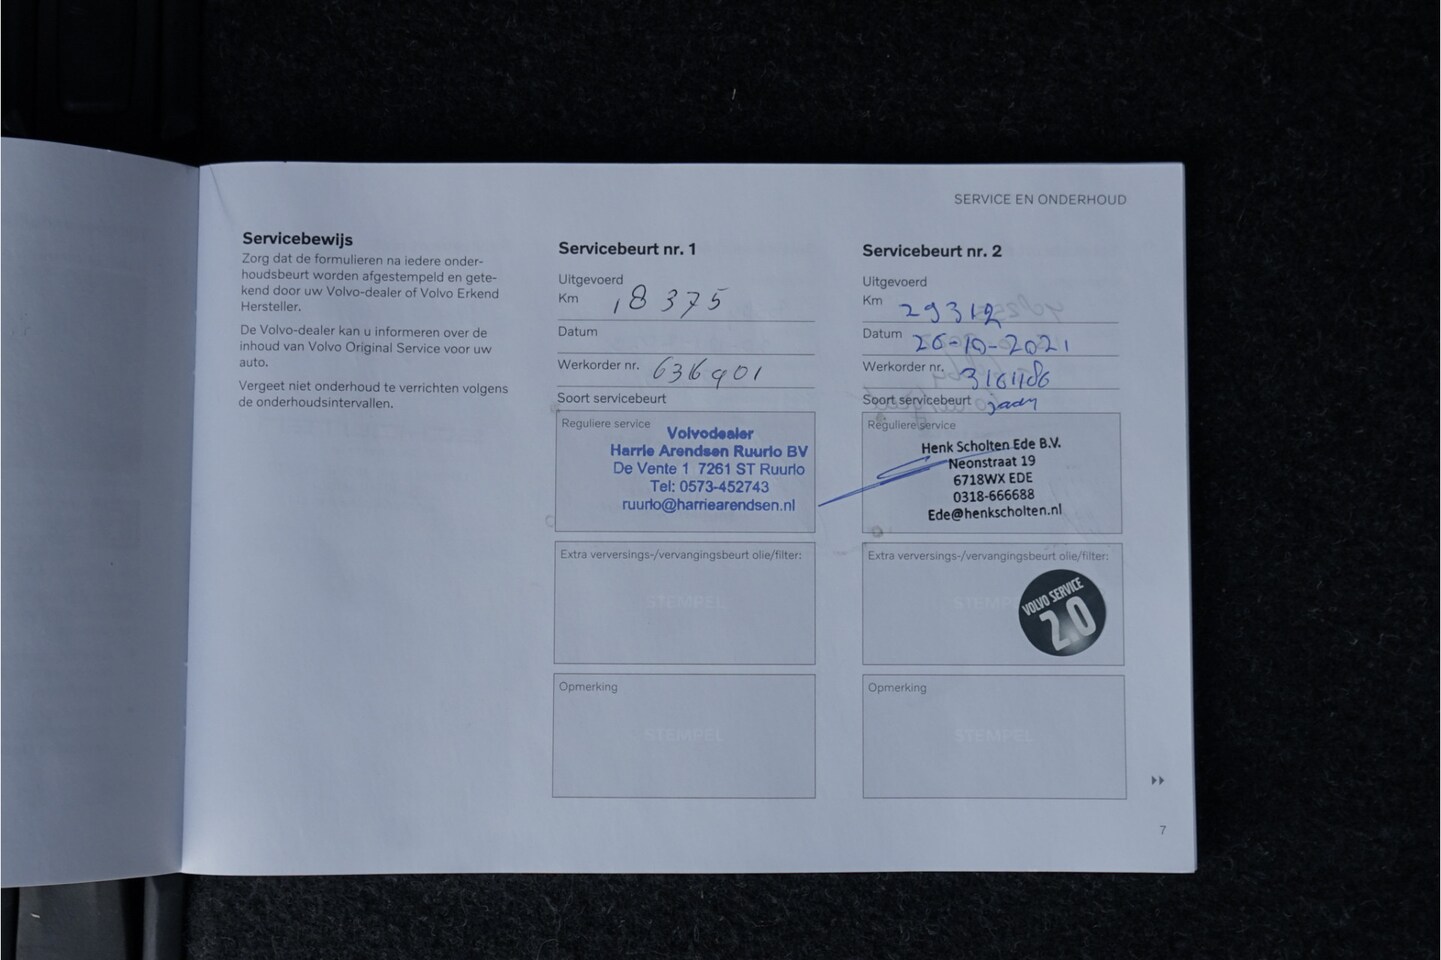 SERVICE EN ONDERHOUD
Servicebewijs
Zorg dat de formulieren na iedere onder-
houdsbeurt worden afgestempeld en gete-
kend door uw Volvo-dealer of Volvo Erkend
Hersteller.
De Volvo-dealer kan u informeren over de
inhoud van Volvo Original Service voor uw
auto.
Vergeet niet onderhoud te verrichten volgens
de onderhoudsintervallen.
Servicebeurt nr. 1
Uitgevoerd
Km 18375
Datum
Werkorder nr. 636901
Soort servicebeurt
Reguliere service
Volvodealer
Harrie Arendsen Ruurlo BV
De Vente 1 7261 ST Ruurlo
Tel: 0573-452743
ruurlo@harriearendsen.nl
Extra verversings-/vervangingsbeurt olie/filter:
STEMPEL
Opmerking
STEMPEL
Servicebeurt nr. 2
Uitgevoerd
Km 29312
Datum 26-10-2021
Werkorder nr.
Soort servicebeurt
Reguliere service
Henk Scholten Ede B.V.
Neonstraat 19
6718WX EDE
0318-666688
Ede@henkscholten.nl
Extra verversings-/vervangingsbeurt olie/filter:
STEMPEL
VOLVO SERVICE
2.0
Opmerking
STEMPEL
7